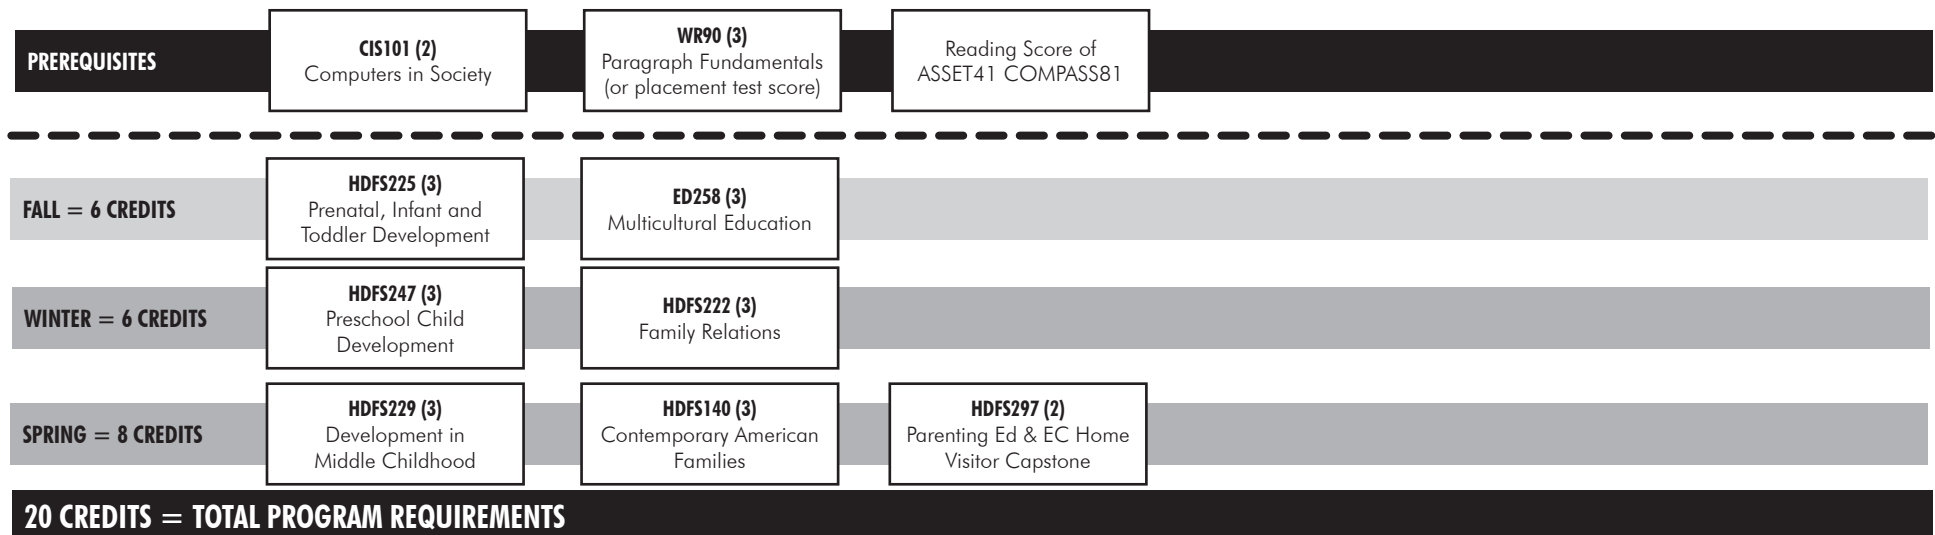 PREREQUISITES
CIS101 (2)
Computers in Society
WR90 (3)
Paragraph Fundamentals
(or placement test score)
Reading Score of
ASSET41 COMPASS81
FALL = 6 CREDITS
HDFS225 (3)
Prenatal, Infant and
Toddler Development
ED258 (3)
Multicultural Education
WINTER = 6 CREDITS
HDFS247 (3)
Preschool Child
Development
HDFS222 (3)
Family Relations
SPRING = 8 CREDITS
HDFS229 (3)
Development in
Middle Childhood
HDFS140 (3)
Contemporary American
Families
HDFS297 (2)
Parenting Ed & EC Home
Visitor Capstone
20 CREDITS = TOTAL PROGRAM REQUIREMENTS